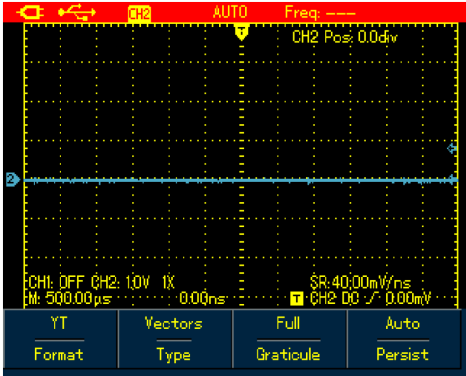 CH2 AUTO Freq: ----
T
CH2 Pos: 0.0div
2
CH1: OFF CH2: 1.0V 1X SR:40.00mV/ns
M: 500.00μs 0.00ns T CH2 DC 0.00mV
YT Vectors Full Auto
Format Type Graticule Persist